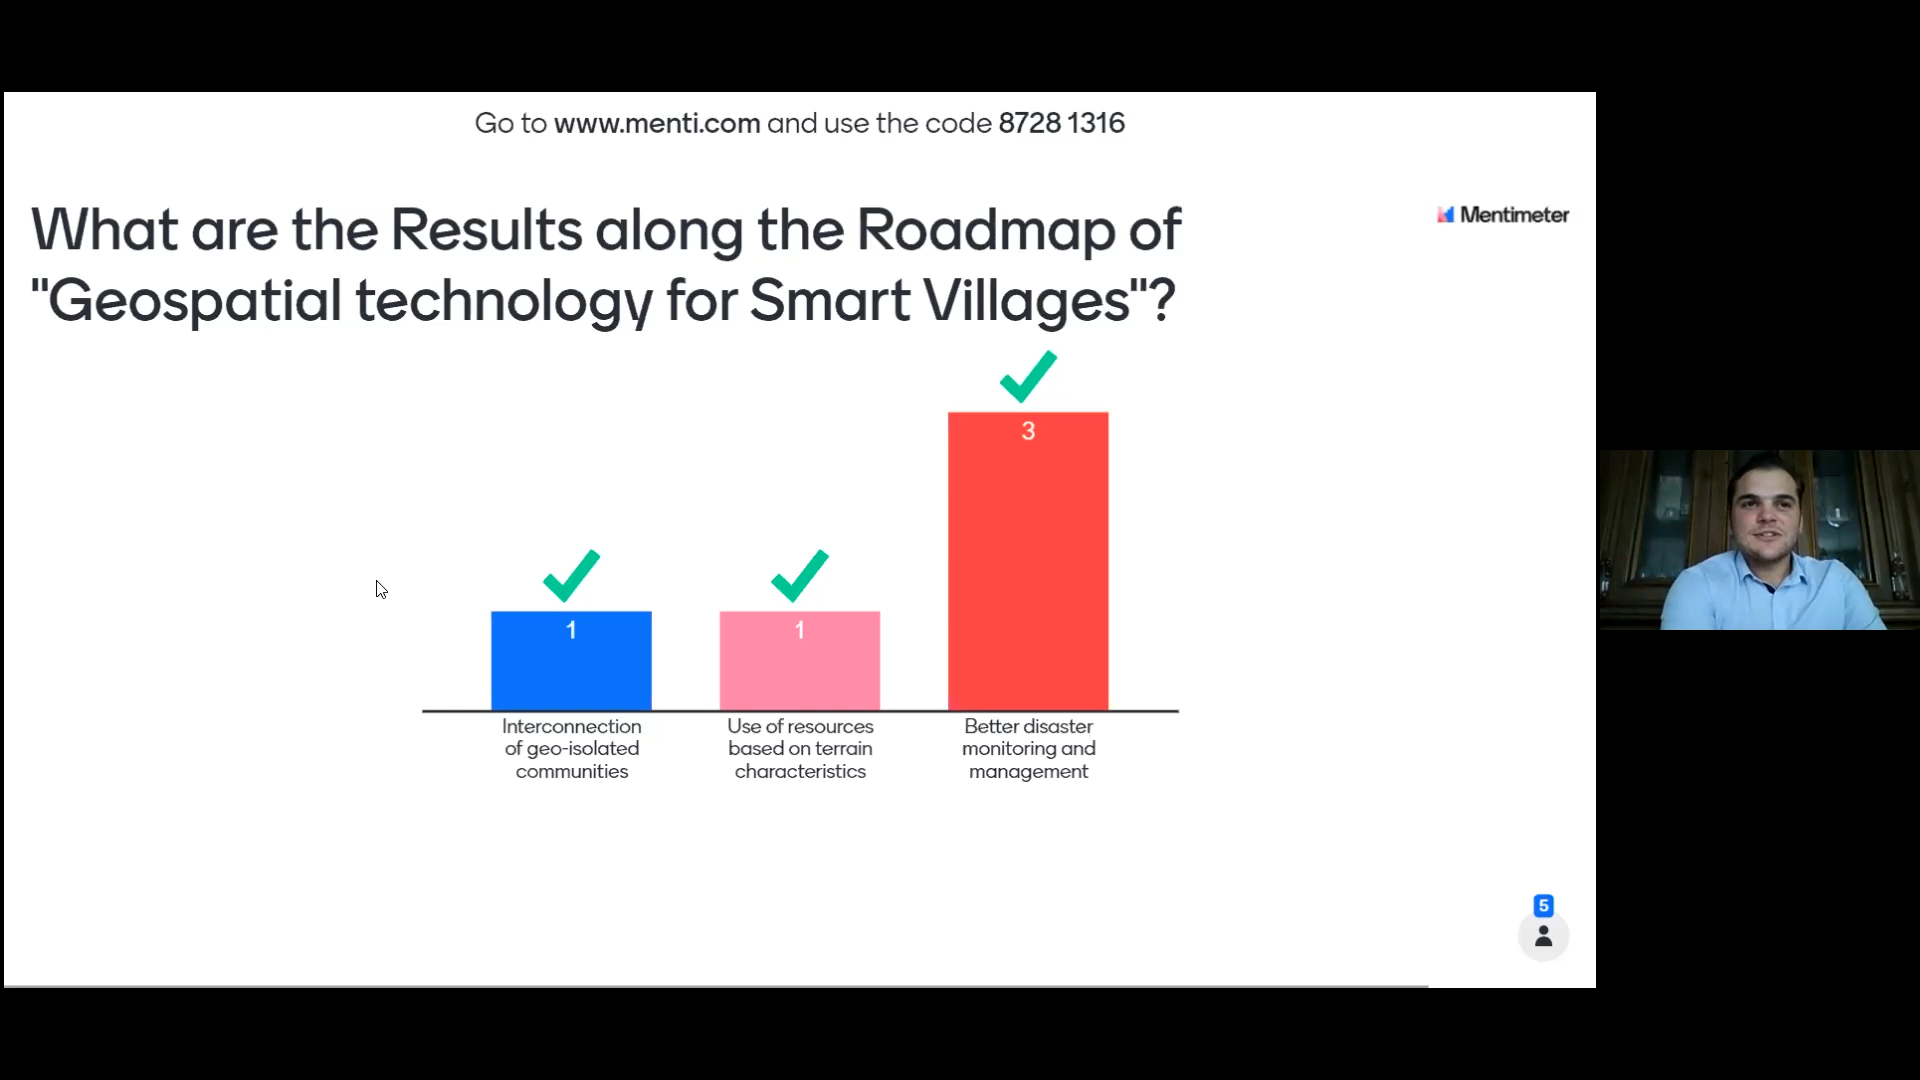 Go to www.menti.com and use the code 8728 1316
What are the Results along the Roadmap of
"Geospatial technology for Smart Villages"?
Mentimeter
3
1
1
Interconnection
of geo-isolated
communities
Use of resources
based on terrain
characteristics
Better disaster
monitoring and
management
5